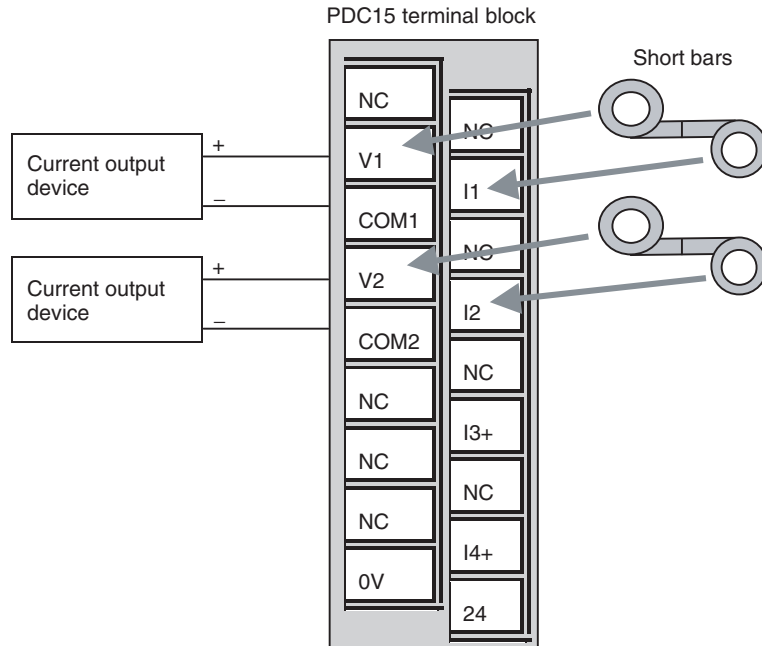 PDC15 terminal block
Short bars
NC
V1
COM1
V2
COM2
NC
NC
NC
0V
NC
I1
NC
I2
NC
I3+
NC
I4+
24
+
Current output
device
−
+
Current output
device
−